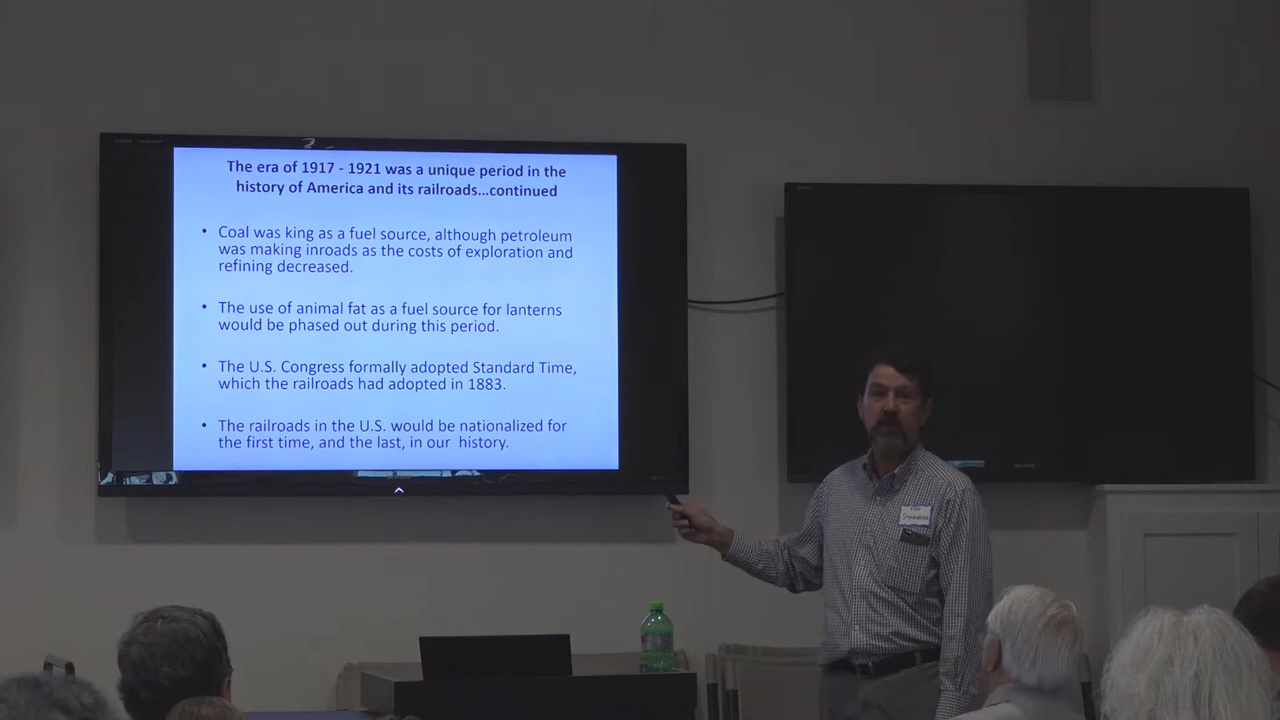 The era of 1917 - 1921 was a unique period in the
history of America and its railroads...continued
• Coal was king as a fuel source, although petroleum
was making inroads as the costs of exploration and
refining decreased.
• The use of animal fat as a fuel source for lanterns
would be phased out during this period.
• The U.S. Congress formally adopted Standard Time,
which the railroads had adopted in 1883.
• The railroads in the U.S. would be nationalized for
the first time, and the last, in our history.